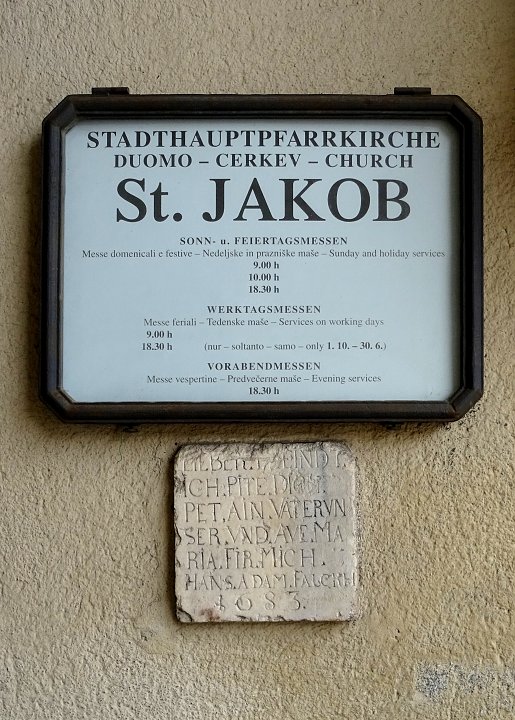 STADTHAUPTPFARRKIRCHE
DUOMO – CERKEV – CHURCH
St. JAKOB
SONN- u. FEIERTAGSMESSEN
Messe domenicali e festive – Nedeljske in prazniške maše – Sunday and holiday services
9.00 h
10.00 h
18.30 h
WERKTAGSMESSEN
Messe feriali – Tedenske maše – Services on working days
9.00 h
18.30 h (nur – soltanto – samo – only 1. 10. – 30. 6.)
VORABENDMESSEN
Messe vespertine – Predvečerne maše – Evening services
18.30 h
ICH. PITE.
PET. AIN. VATERVN
SER. VND. AVE. MA
RIA. FIR. MICH.
HANS. ADAM.
1683.